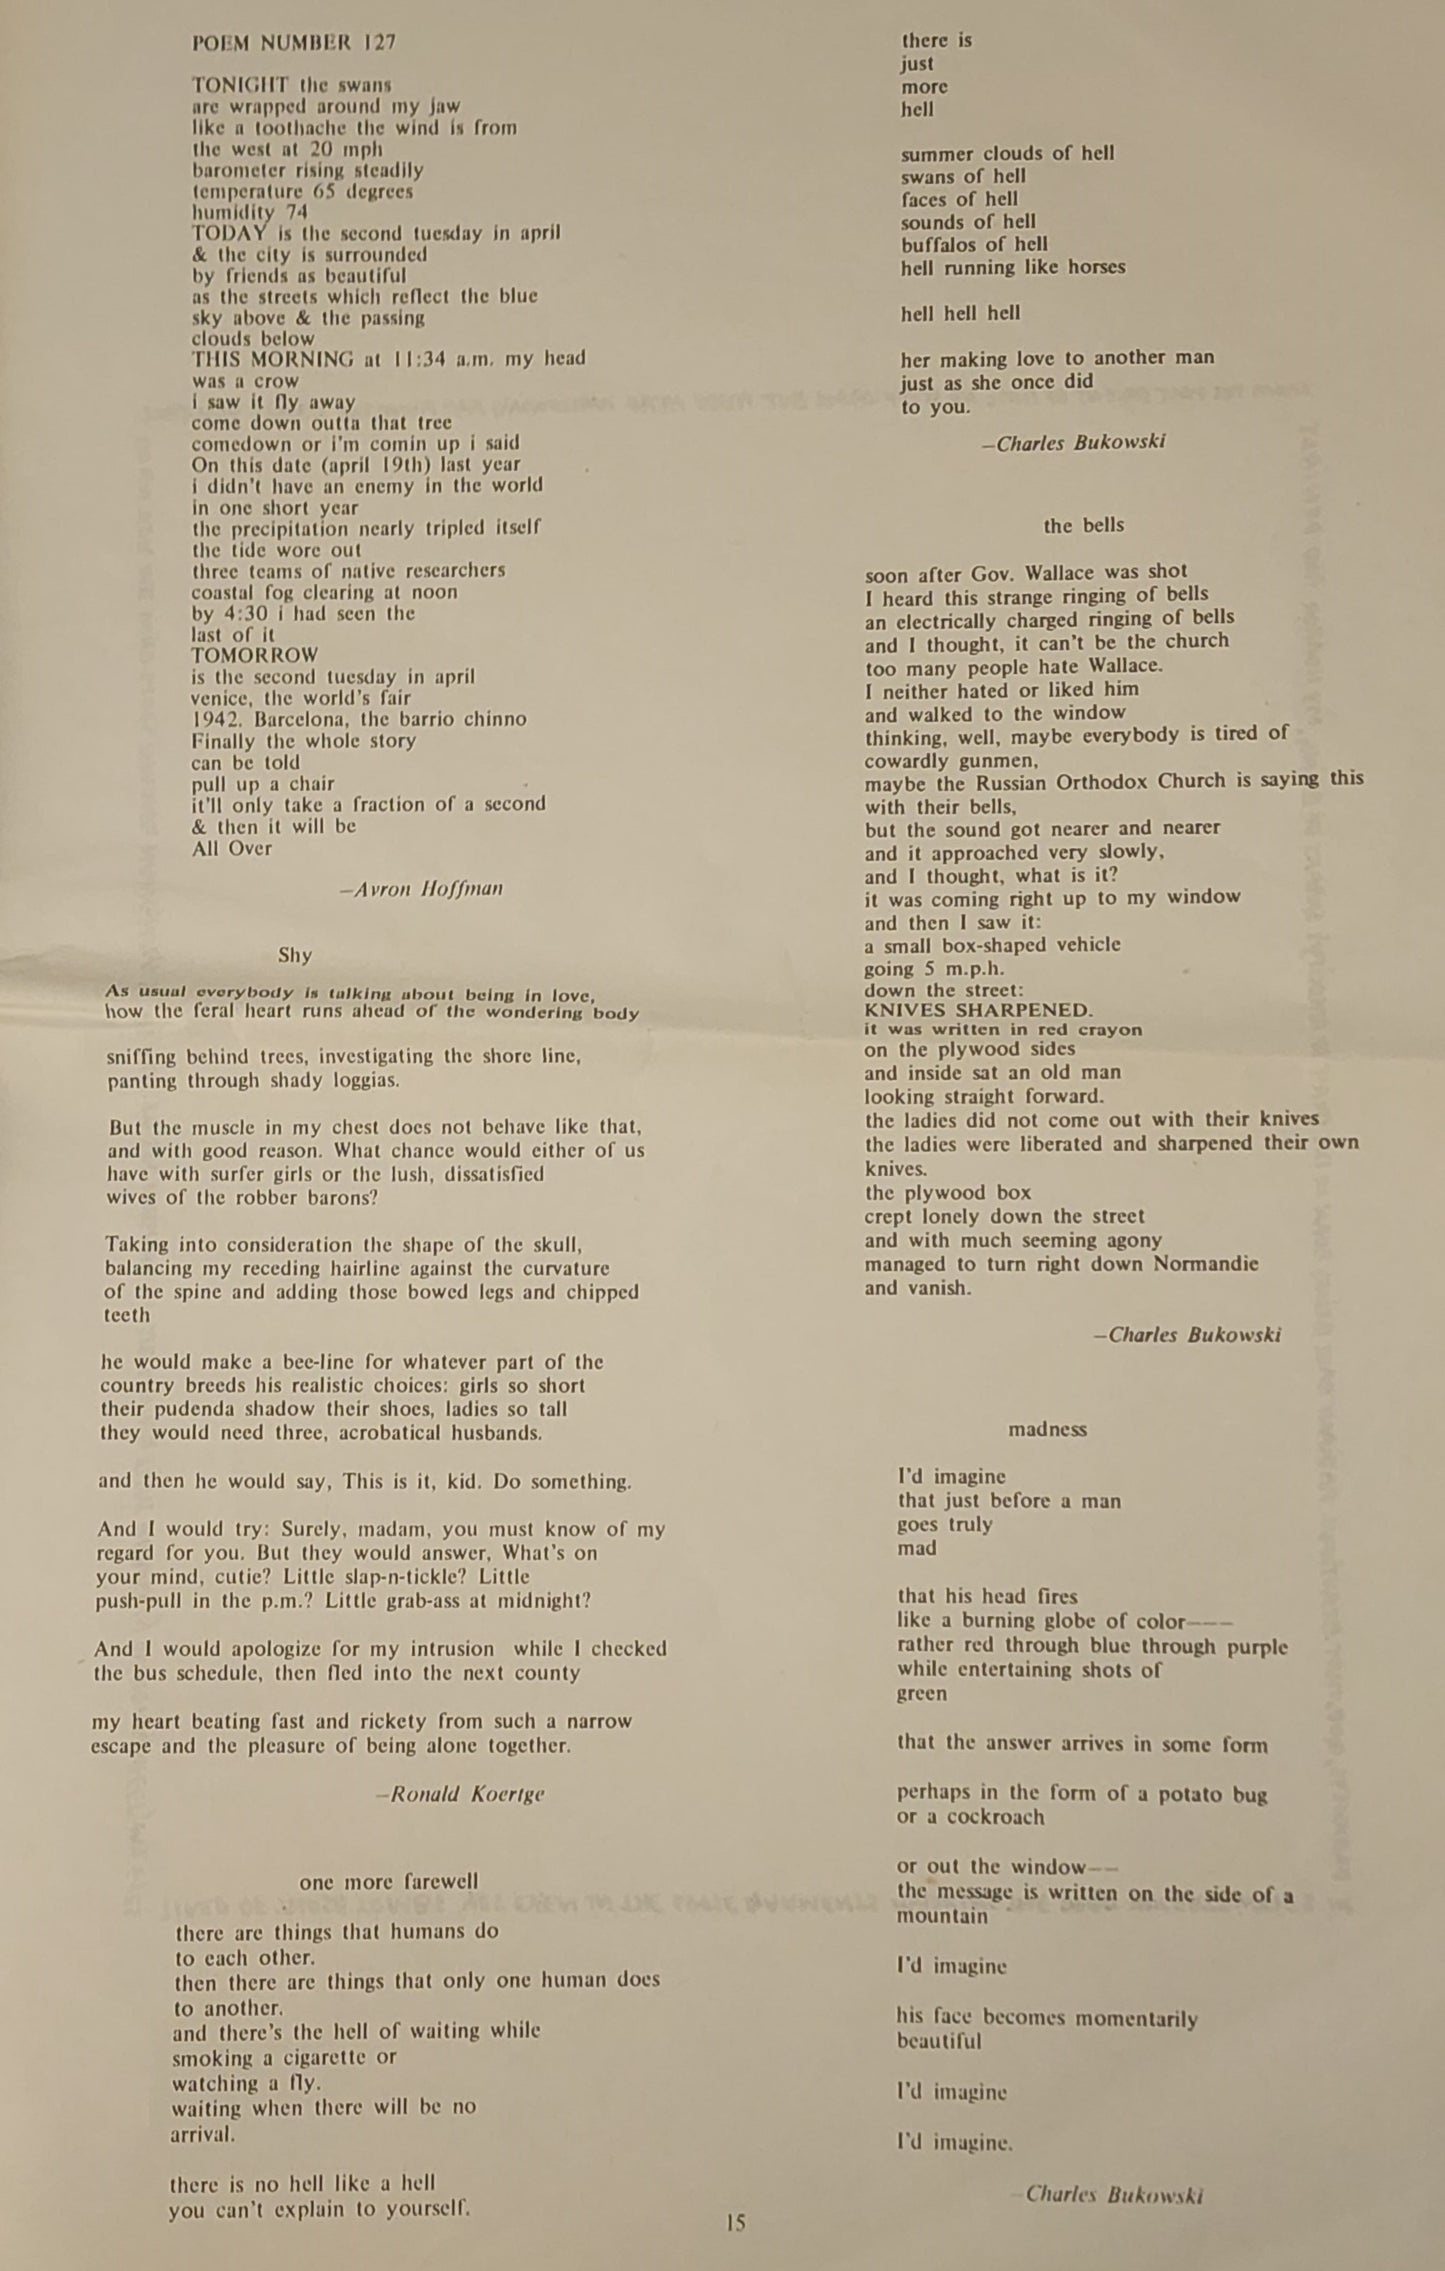 POEM NUMBER 127
TONIGHT the swans
are wrapped around my jaw
like a toothache the wind is from
the west at 20 mph
barometer rising steadily
temperature 65 degrees
humidity 74
TODAY is the second tuesday in april
& the city is surrounded
by friends as beautiful
as the streets which reflect the blue
sky above & the passing
clouds below
THIS MORNING at 11:34 a.m. my head
was a crow
i saw it fly away
come down outta that tree
comedown or i'm comin up i said
On this date (april 19th) last year
i didn't have an enemy in the world
in one short year
the precipitation nearly tripled itself
the tide wore out
three teams of native researchers
coastal fog clearing at noon
by 4:30 i had seen the
last of it
TOMORROW
is the second tuesday in april
venice, the world's fair
1942. Barcelona, the barrio chinno
Finally the whole story
can be told
pull up a chair
it'll only take a fraction of a second
& then it will be
All Over
—Avron Hoffman
Shy
As usual everybody is talking about being in love,
how the feral heart runs ahead of the wondering body
sniffing behind trees, investigating the shore line,
panting through shady loggias.
But the muscle in my chest does not behave like that,
and with good reason. What chance would either of us
have with surfer girls or the lush, dissatisfied
wives of the robber barons?
Taking into consideration the shape of the skull,
balancing my receding hairline against the curvature
of the spine and adding those bowed legs and chipped
teeth
he would make a bee-line for whatever part of the
country breeds his realistic choices: girls so short
their pudenda shadow their shoes, ladies so tall
they would need three, acrobatical husbands.
and then he would say, This is it, kid. Do something.
And I would try: Surely, madam, you must know of my
regard for you. But they would answer, What's on
your mind, cutie? Little slap-n-tickle? Little
push-pull in the p.m.? Little grab-ass at midnight?
And I would apologize for my intrusion while I checked
the bus schedule, then fled into the next county
my heart beating fast and rickety from such a narrow
escape and the pleasure of being alone together.
—Ronald Koertge
one more farewell
there are things that humans do
to each other.
then there are things that only one human does
to another.
and there's the hell of waiting while
smoking a cigarette or
watching a fly.
waiting when there will be no
arrival.
there is no hell like a hell
you can't explain to yourself.
there is
just
more
hell
summer clouds of hell
swans of hell
faces of hell
sounds of hell
buffalos of hell
hell running like horses
hell hell hell
her making love to another man
just as she once did
to you.
—Charles Bukowski
the bells
soon after Gov. Wallace was shot
I heard this strange ringing of bells
an electrically charged ringing of bells
and I thought, it can't be the church
too many people hate Wallace.
I neither hated or liked him
and walked to the window
thinking, well, maybe everybody is tired of
cowardly gunmen,
maybe the Russian Orthodox Church is saying this
with their bells,
but the sound got nearer and nearer
and it approached very slowly,
and I thought, what is it?
it was coming right up to my window
and then I saw it:
a small box-shaped vehicle
going 5 m.p.h.
down the street:
KNIVES SHARPENED.
it was written in red crayon
on the plywood sides
and inside sat an old man
looking straight forward.
the ladies did not come out with their knives
the ladies were liberated and sharpened their own
knives.
the plywood box
crept lonely down the street
and with much seeming agony
managed to turn right down Normandie
and vanish.
—Charles Bukowski
madness
I'd imagine
that just before a man
goes truly
mad
that his head fires
like a burning globe of color———
rather red through blue through purple
while entertaining shots of
green
that the answer arrives in some form
perhaps in the form of a potato bug
or a cockroach
or out the window——
the message is written on the side of a
mountain
I'd imagine
his face becomes momentarily
beautiful
I'd imagine
I'd imagine.
—Charles Bukowski
15